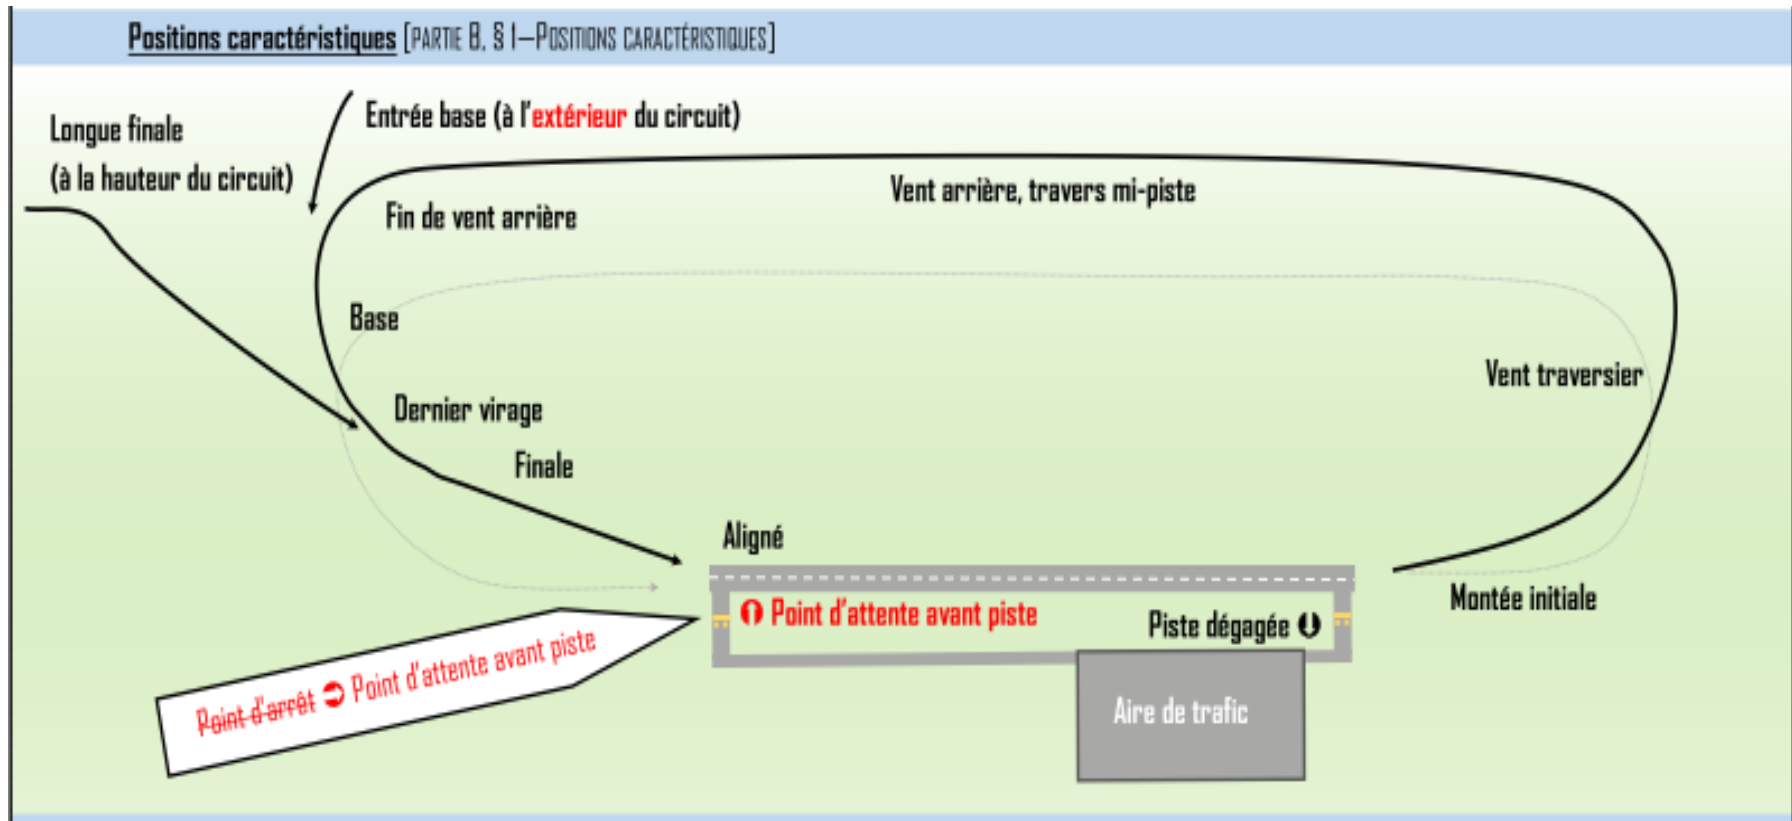 Positions caractéristiques [PARTIE B, § 1—POSITIONS CARACTÉRISTIQUES]
Entrée base (à l'extérieur du circuit)
Longue finale
(à la hauteur du circuit)
Vent arrière, travers mi-piste
Fin de vent arrière
Base
Vent traversier
Dernier virage
Finale
Aligné
Point d'attente avant piste
Piste dégagée
Montée initiale
Point d'arrêt ➲ Point d'attente avant piste
Aire de trafic